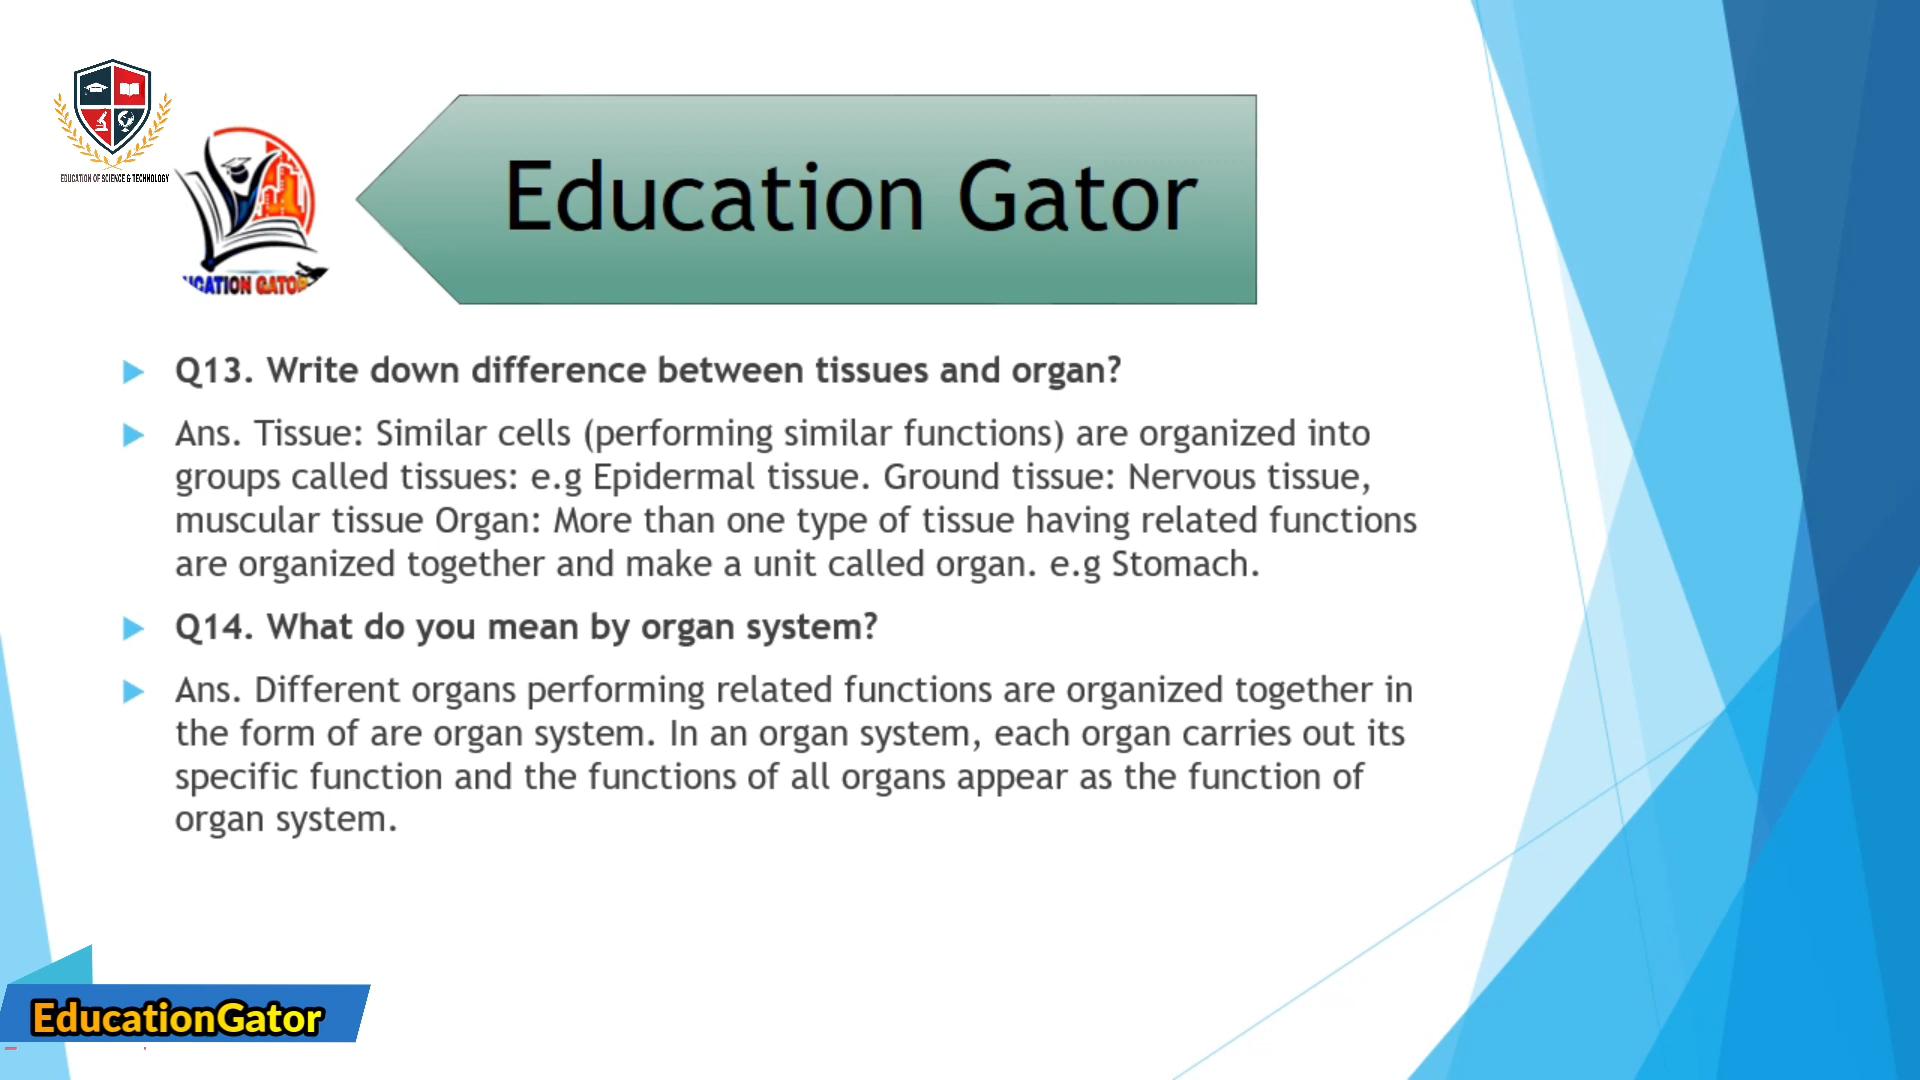 EDUCATION OF SCIENCE & TECHNOLOGY
UCATION GATOR
Education Gator
Q13. Write down difference between tissues and organ?
Ans. Tissue: Similar cells (performing similar functions) are organized into
groups called tissues: e.g Epidermal tissue. Ground tissue: Nervous tissue,
muscular tissue Organ: More than one type of tissue having related functions
are organized together and make a unit called organ. e.g Stomach.
Q14. What do you mean by organ system?
Ans. Different organs performing related functions are organized together in
the form of are organ system. In an organ system, each organ carries out its
specific function and the functions of all organs appear as the function of
organ system.
EducationGator